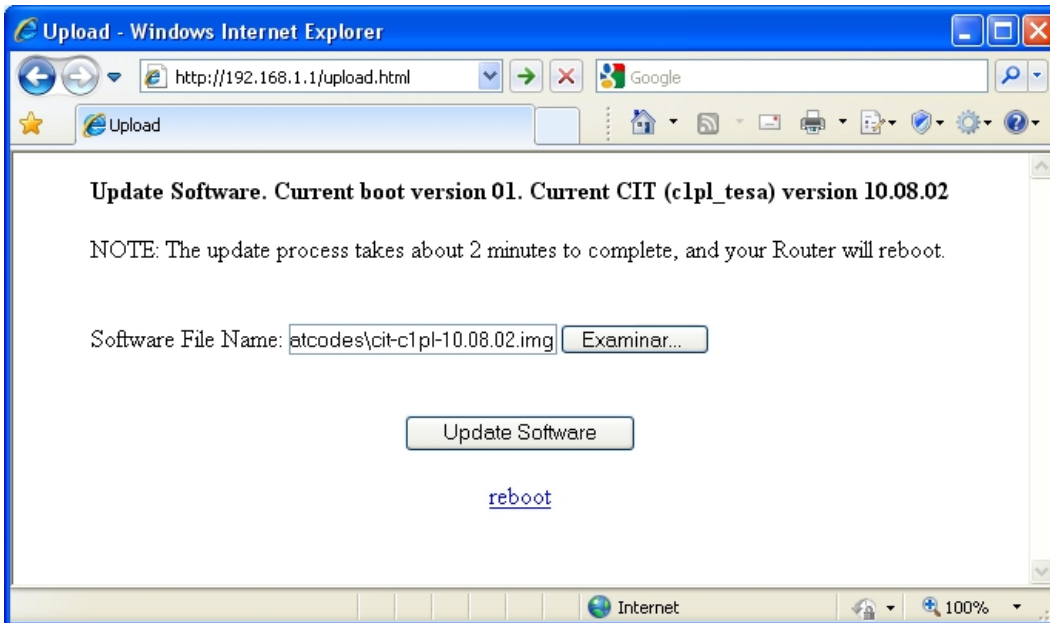 Upload - Windows Internet Explorer
http://192.168.1.1/upload.html
Google
Upload
Update Software. Current boot version 01. Current CIT (c1pl_tesa) version 10.08.02
NOTE: The update process takes about 2 minutes to complete, and your Router will reboot.
Software File Name: atcodes\cit-c1pl-10.08.02.img Examinar...
Update Software
reboot
Internet 100%